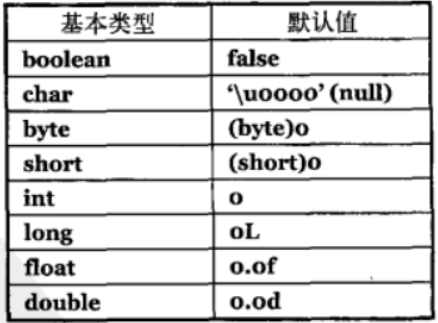 基本类型 默认值
boolean false
char '\u0000' (null)
byte (byte)0
short (short)0
int 0
long 0L
float 0.0f
double 0.0d